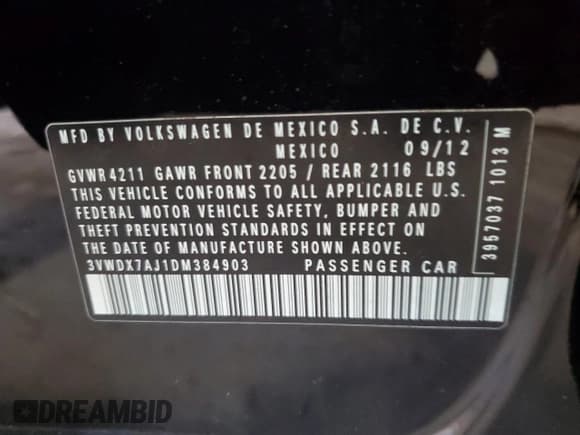 MFD BY VOLKSWAGEN DE MEXICO S.A. DE C.V.
MEXICO 09/12
GVWR 4211 GAWR FRONT 2205 / REAR 2116 LBS
THIS VEHICLE CONFORMS TO ALL APPLICABLE U.S.
FEDERAL MOTOR VEHICLE SAFETY, BUMPER AND
THEFT PREVENTION STANDARDS IN EFFECT ON
THE DATE OF MANUFACTURE SHOWN ABOVE.
3VWDX7AJ1DM384903 PASSENGER CAR
3957037 1013 M
DREAMBID